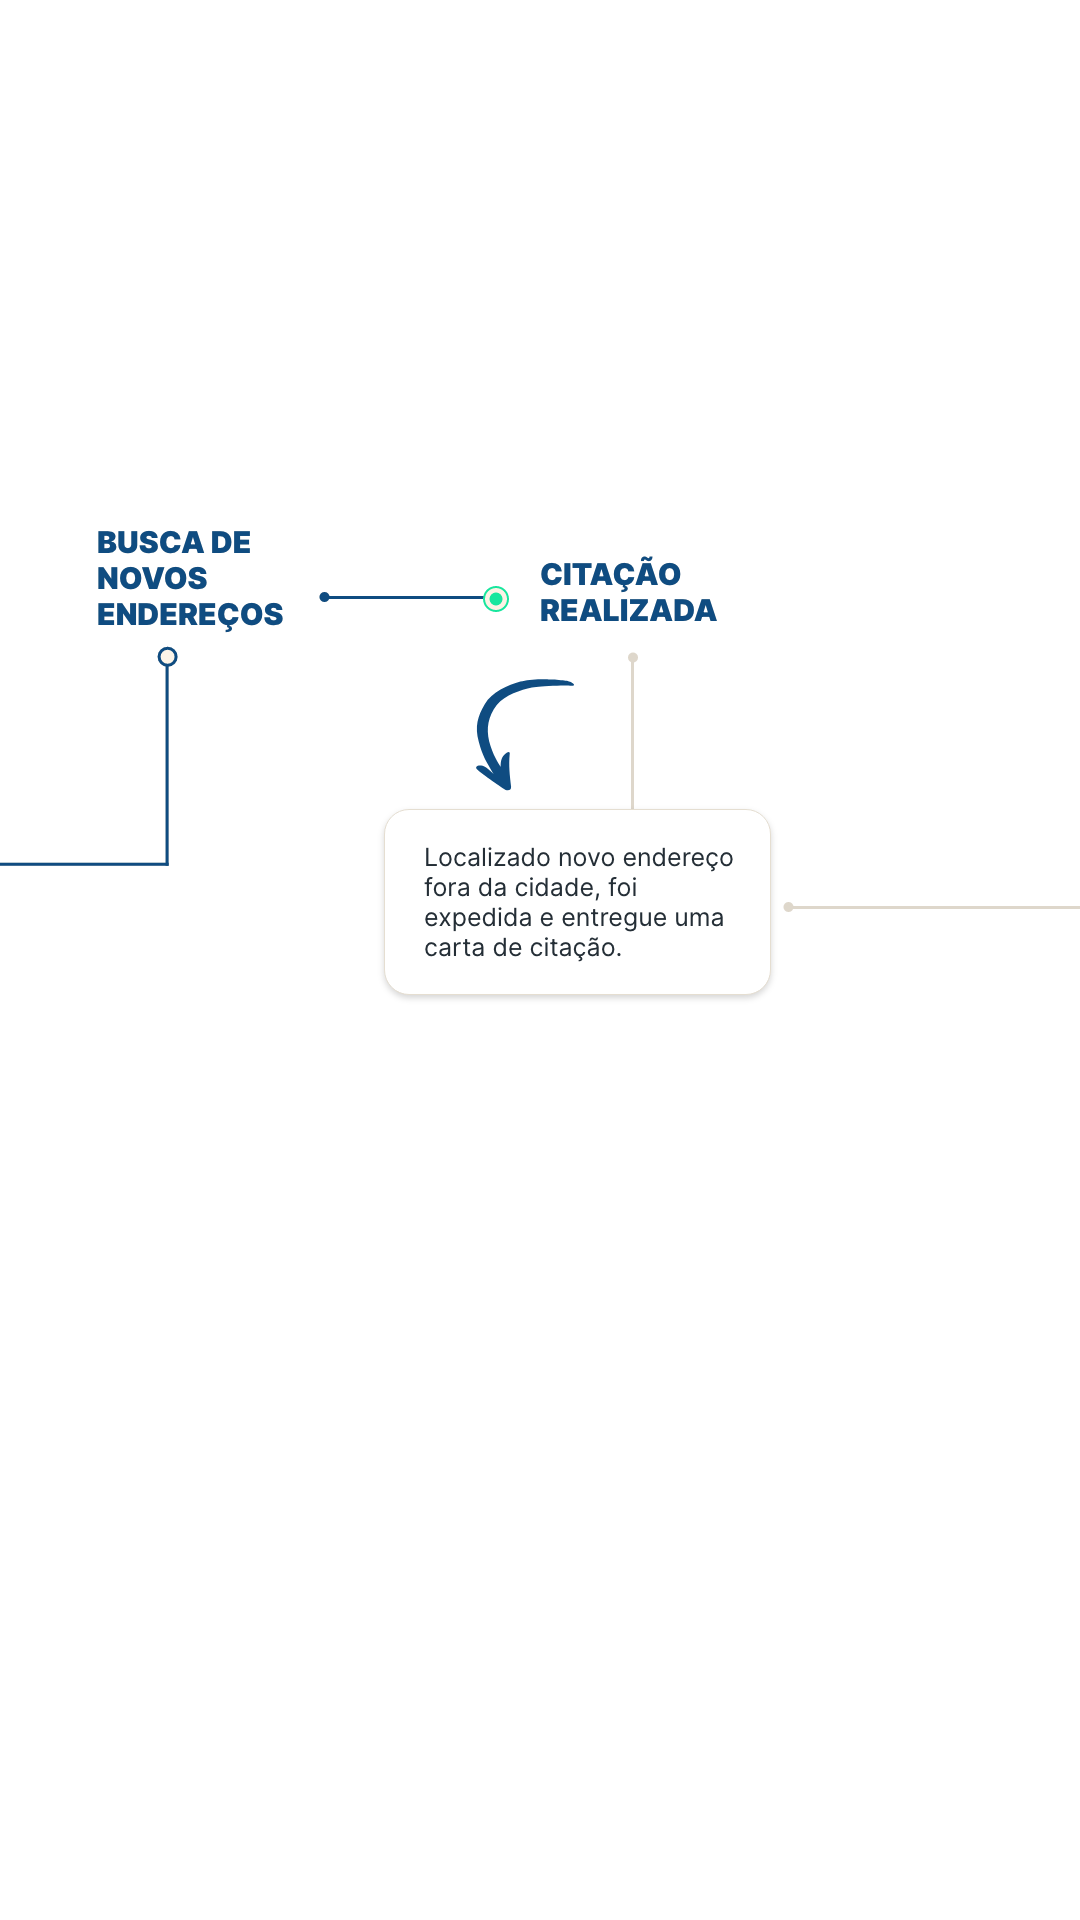 BUSCA DE
NOVOS
ENDEREÇOS
CITAÇÃO
REALIZADA
Localizado novo endereço
fora da cidade, foi
expedida e entregue uma
carta de citação.